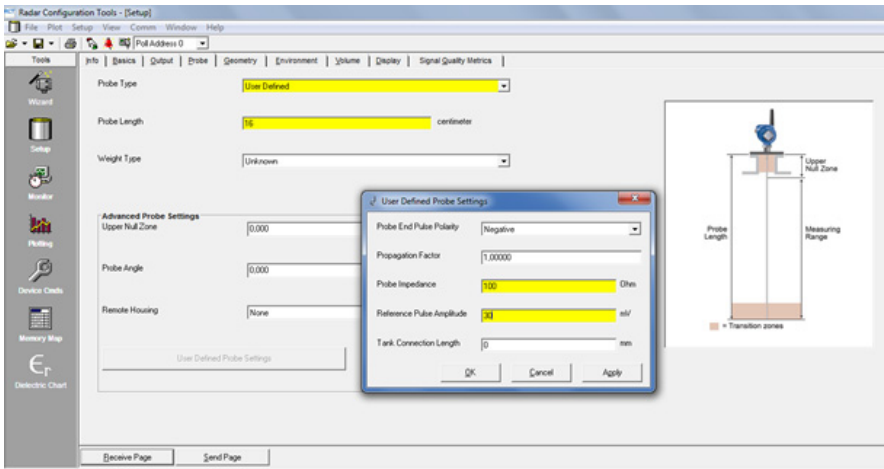 Radar Configuration Tools - [Setup]
File Plot Setup View Comm Window Help
Poll Address 0
Tools
Info Basics Output Probe Geometry Environment Volume Display Signal Quality Metrics
Wizard
Setup
Monitor
Plotting
Device Cmds
Memory Map
εr
Dielectric Chart
Probe Type User Defined
Probe Length 16 centimeter
Weight Type Unknown
Advanced Probe Settings
Upper Null Zone 0,000
Probe Angle 0,000
Remote Housing None
User Defined Probe Settings
User Defined Probe Settings
Probe End Pulse Polarity Negative
Propagation Factor 1,00000
Probe Impedance 100 Ohm
Reference Pulse Amplitude 30 mV
Tank Connection Length 0 mm
OK Cancel Apply
Upper
Null Zone
Probe
Length
Measuring
Range
= Transition zones
Receive Page Send Page